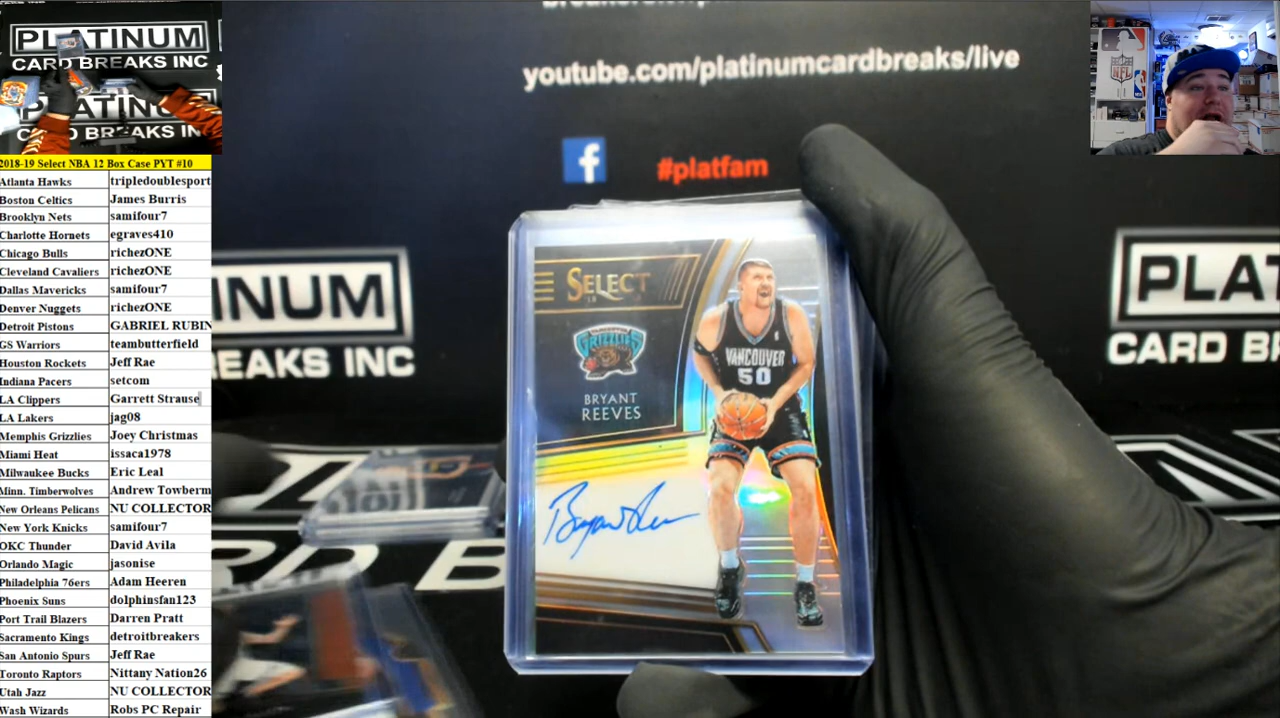 PLATINUM
CARD BREAKS INC
2018-19 Select NBA 12 Box Case PYT #10
Atlanta Hawks tripledoublesport
Boston Celtics James Burris
Brooklyn Nets samifour7
Charlotte Hornets egraves410
Chicago Bulls richezONE
Cleveland Cavaliers richezONE
Dallas Mavericks samifour7
Denver Nuggets richezONE
Detroit Pistons GABRIEL RUBIN
GS Warriors teambutterfield
Houston Rockets Jeff Rae
Indiana Pacers setcom
LA Clippers Garrett Strause
LA Lakers jag08
Memphis Grizzlies Joey Christmas
Miami Heat issaca1978
Milwaukee Bucks Eric Leal
Minn. Timberwolves Andrew Towberm
New Orleans Pelicans NU COLLECTOR
New York Knicks samifour7
OKC Thunder David Avila
Orlando Magic jasonise
Philadelphia 76ers Adam Heeren
Phoenix Suns dolphinsfan123
Port Trail Blazers Darren Pratt
Sacramento Kings detroitbreakers
San Antonio Spurs Jeff Rae
Toronto Raptors Nittany Nation26
Utah Jazz NU COLLECTOR
Wash Wizards Robs PC Repair
youtube.com/platinumcardbreaks/live
f #platfam
INUM
EAKS INC
PLAT
CARD B
SELECT
GRIZZLIES
BRYANT
REEVES
VANCOUVER
50
NFL